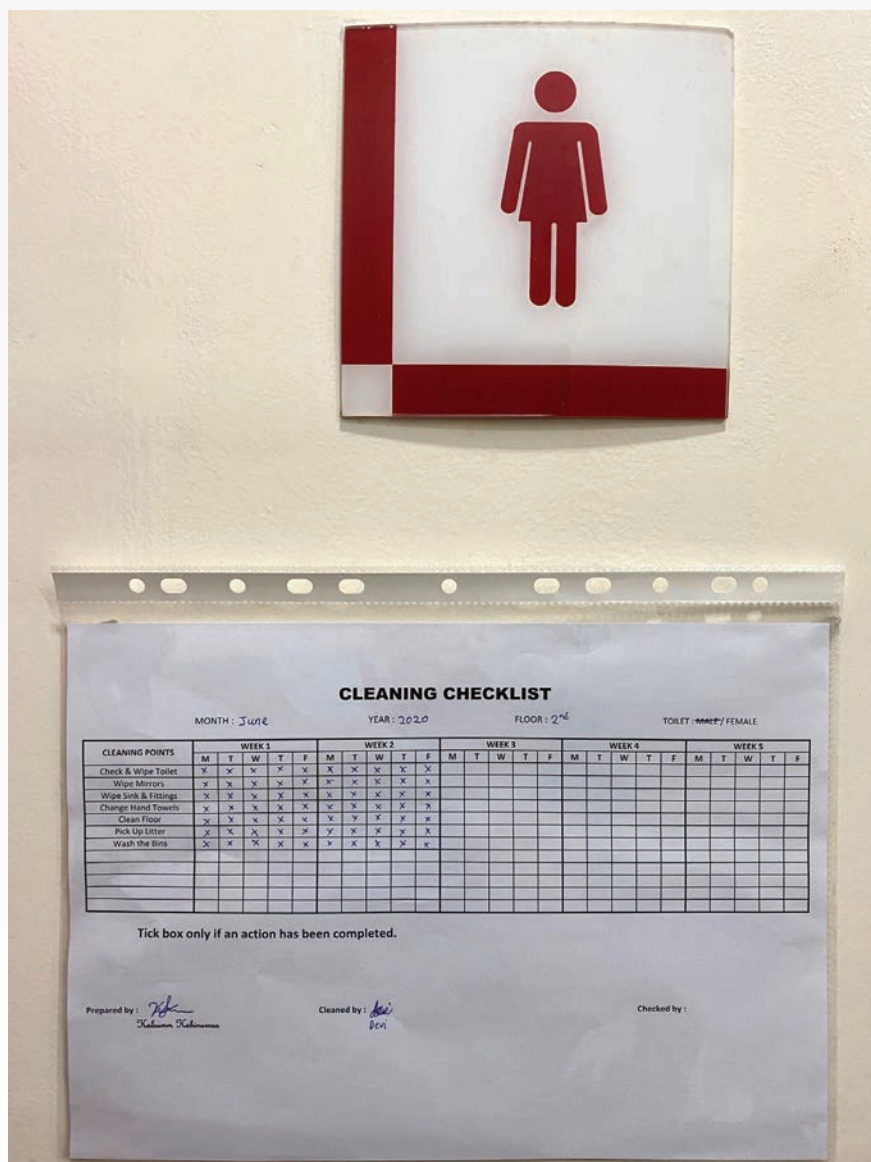 CLEANING CHECKLIST
MONTH : June YEAR : 2020 FLOOR : 2nd TOILET : MALE / FEMALE
CLEANING POINTS WEEK 1 WEEK 2 WEEK 3 WEEK 4 WEEK 5
M T W T F M T W T F M T W T F M T W T F M T W T F
Check & Wipe Toilet x x x x x x x x x x
Wipe Mirrors x x x x x x x x x x
Wipe Sink & Fittings x x x x x x x x x x
Change Hand Towels x x x x x x x x x x
Clean Floor x x x x x x x x x x
Pick Up Litter x x x x x x x x x x
Wash the Bins x x x x x x x x x x
Tick box only if an action has been completed.
Prepared by : Cleaned by : Checked by :
Devi